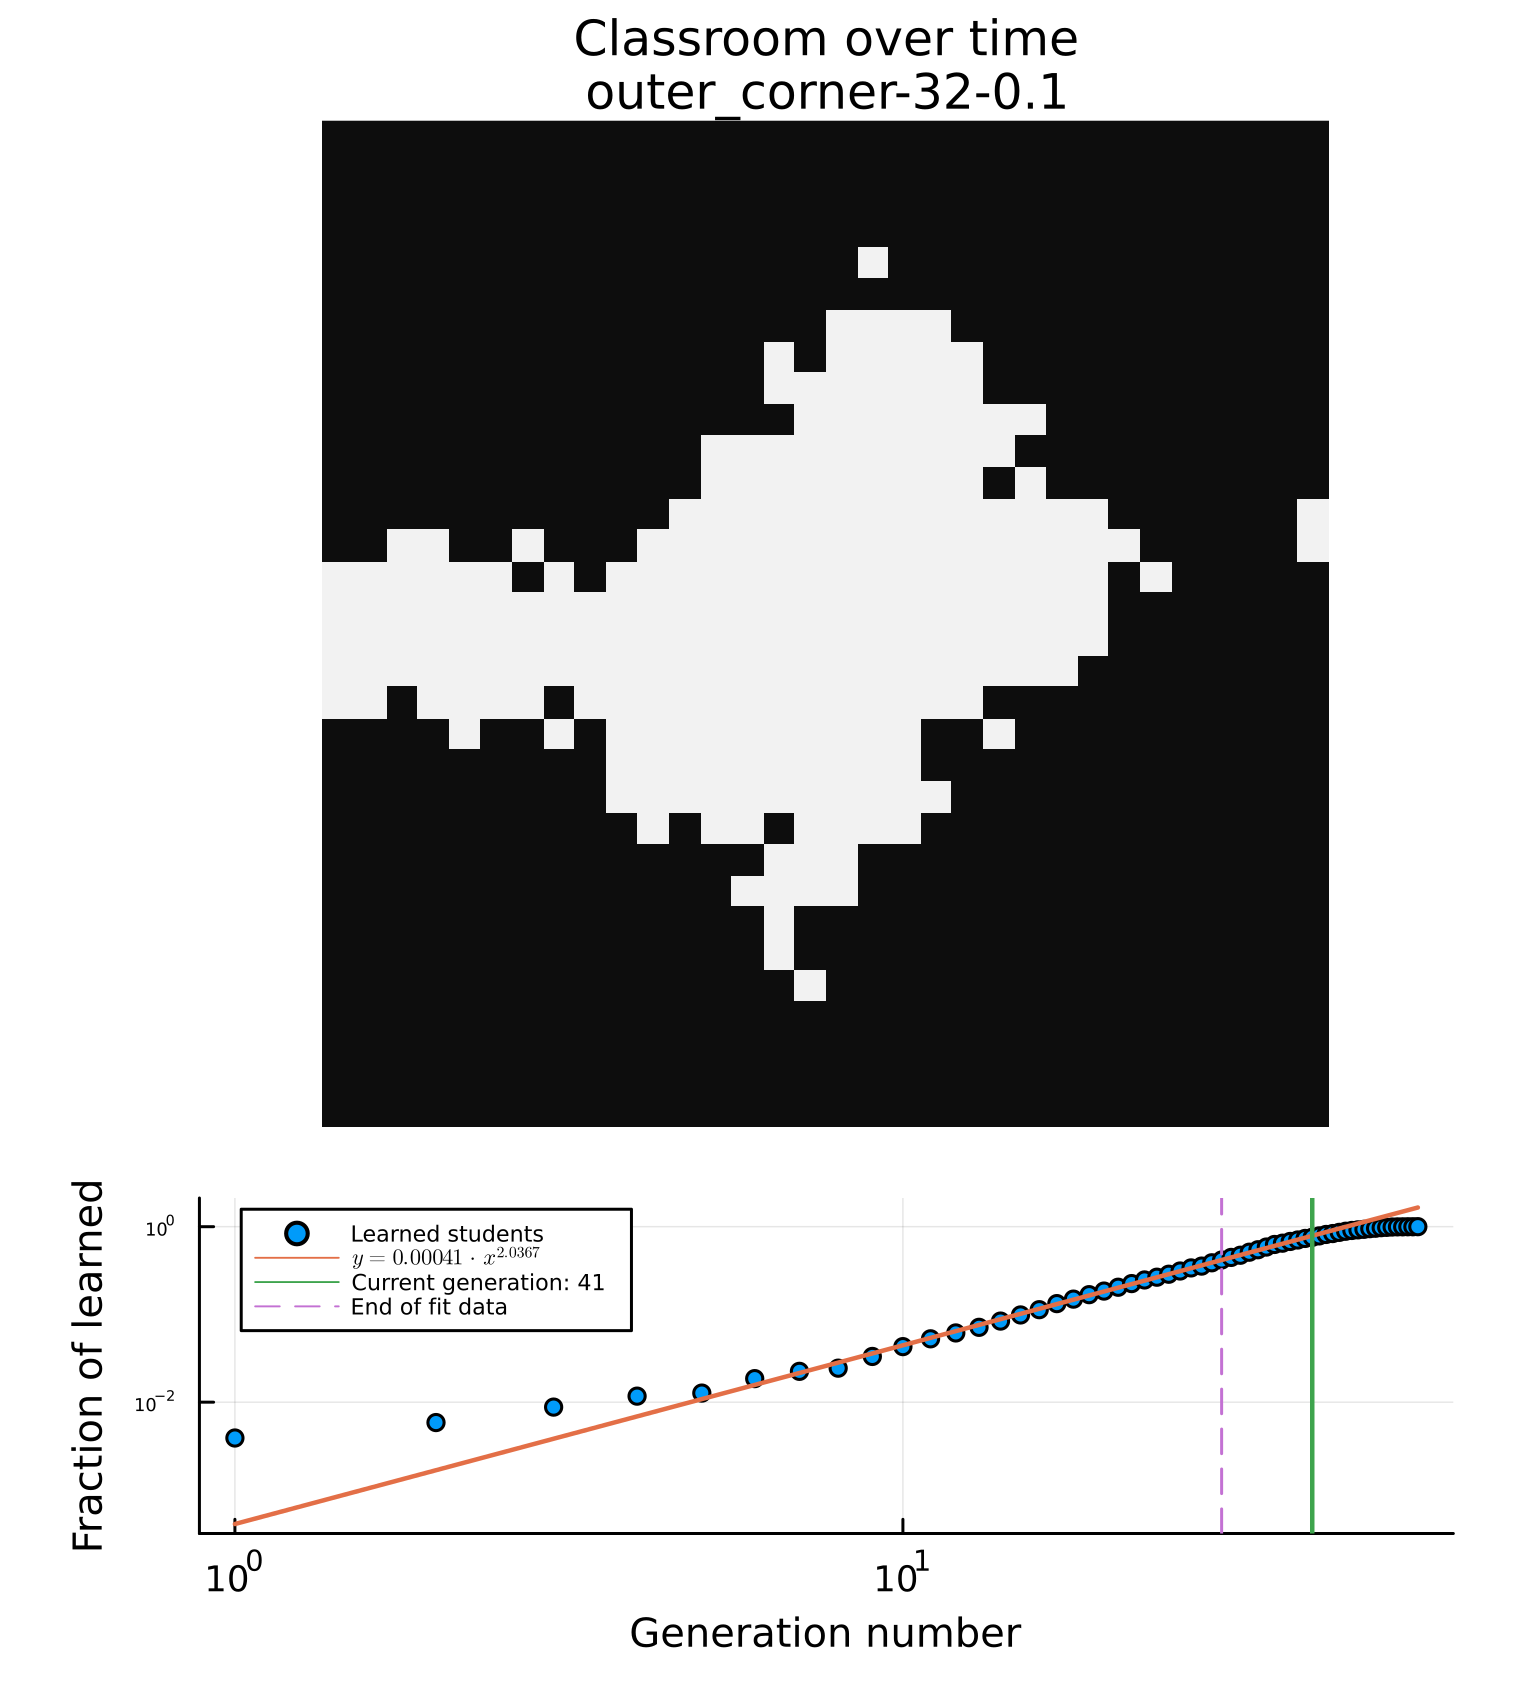 Classroom over time
outer_corner-32-0.1
Fraction of learned
10^0
10^-2
Learned students
y = 0.00041 · x^2.0367
Current generation: 41
End of fit data
10^0
10^1
Generation number